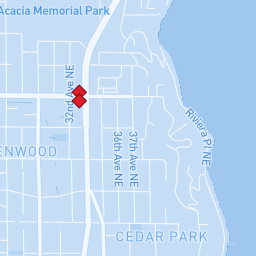 Acacia Memorial Park
32nd Ave NE
Riviera Pl NE
36th Ave NE
37th Ave NE
ENWOOD
CEDAR PARK